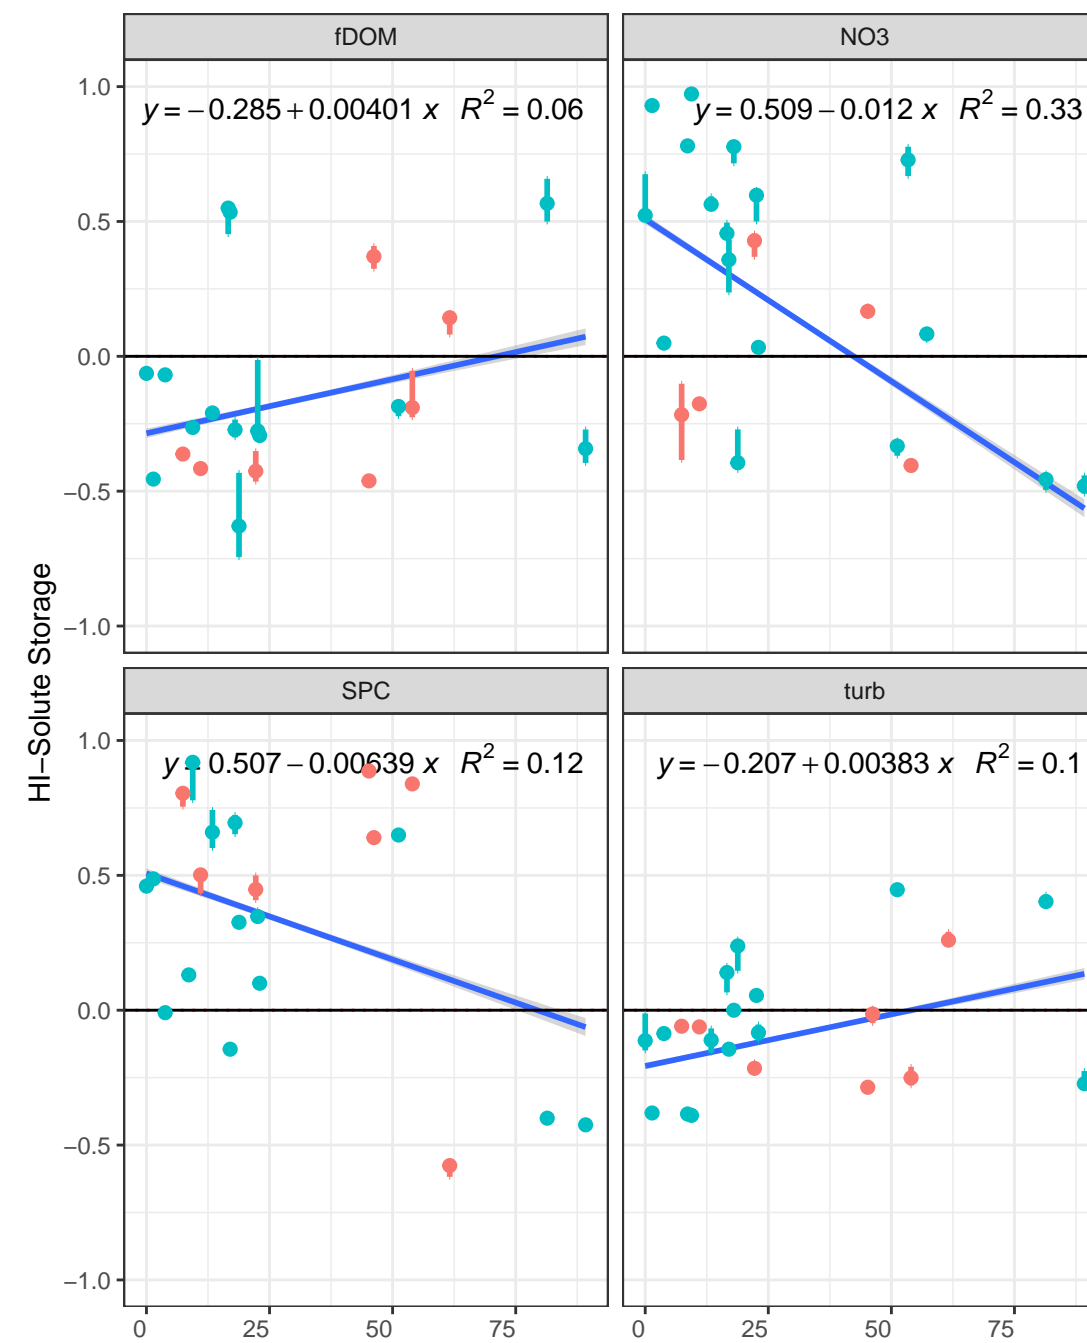 fDOM
NO3
1.0
y = −0.285 + 0.00401 x R² = 0.06
y = 0.509 − 0.012 x R² = 0.33
0.5
0.0
−0.5
−1.0
HI−Solute Storage
SPC
turb
1.0
y = 0.507 − 0.00639 x R² = 0.12
y = −0.207 + 0.00383 x R² = 0.1
0.5
0.0
−0.5
−1.0
0 25 50 75
0 25 50 75